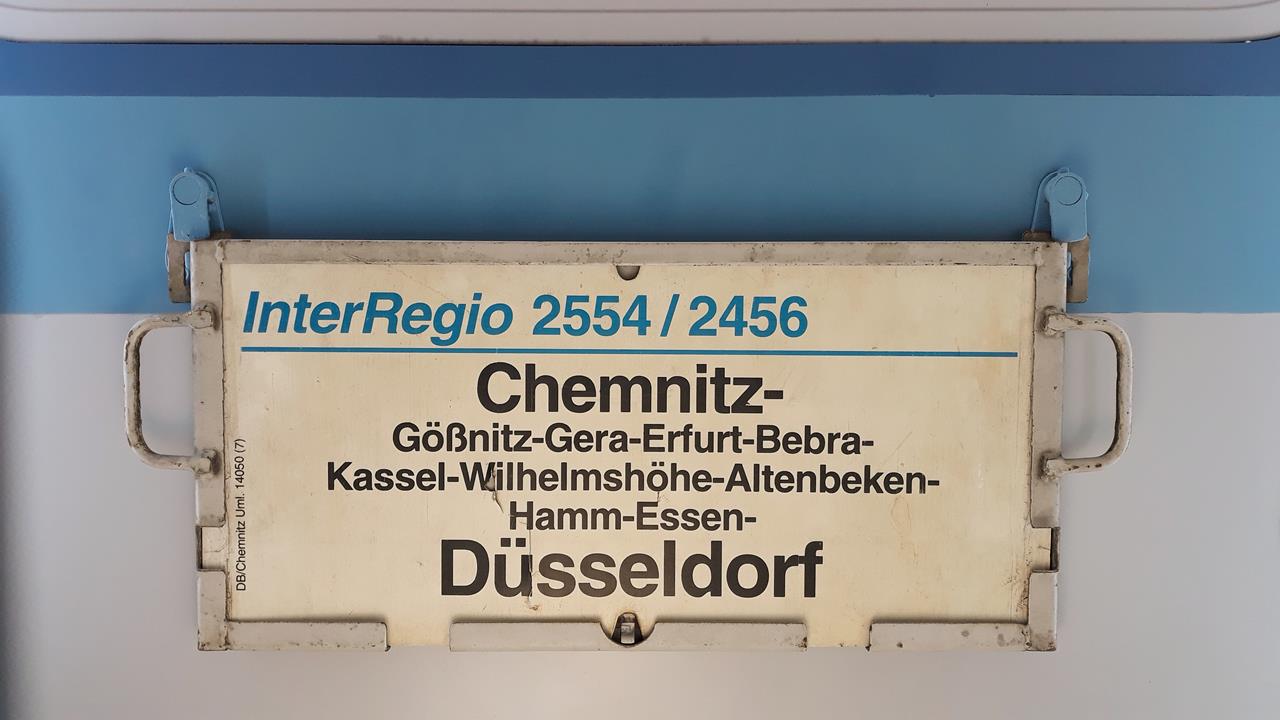 InterRegio 2554 / 2456
Chemnitz-
Gößnitz-Gera-Erfurt-Bebra-
Kassel-Wilhelmshöhe-Altenbeken-
Hamm-Essen-
Düsseldorf
DB/Chemnitz Uml. 14050 (7)